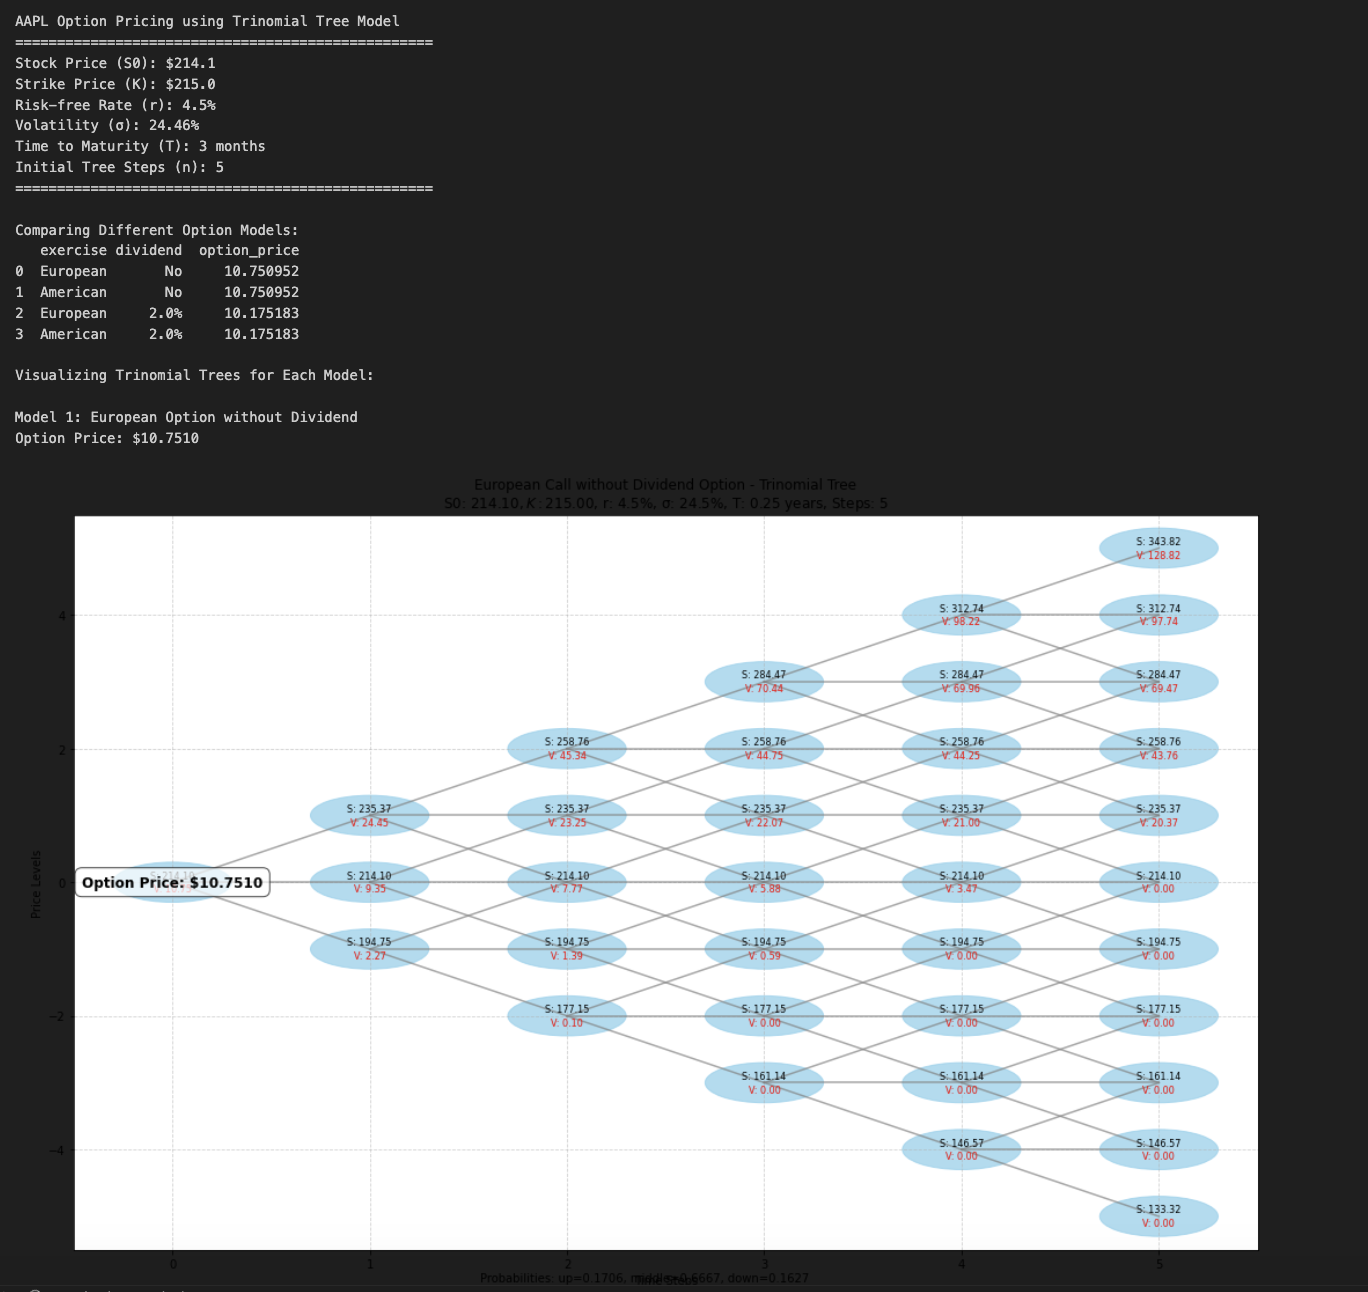 AAPL Option Pricing using Trinomial Tree Model
==================================================
Stock Price (S0): $214.1
Strike Price (K): $215.0
Risk-free Rate (r): 4.5%
Volatility (σ): 24.46%
Time to Maturity (T): 3 months
Initial Tree Steps (n): 5
==================================================
Comparing Different Option Models:
exercise dividend option_price
0 European No 10.750952
1 American No 10.750952
2 European 2.0% 10.175183
3 American 2.0% 10.175183
Visualizing Trinomial Trees for Each Model:
Model 1: European Option without Dividend
Option Price: $10.7510
European Call without Dividend Option - Trinomial Tree
S0: 214.10, K: 215.00, r: 4.5%, σ: 24.5%, T: 0.25 years, Steps: 5
S: 343.82
V: 128.82
4
S: 312.74
V: 98.22
S: 312.74
V: 97.74
S: 284.47
V: 70.44
S: 284.47
V: 69.96
S: 284.47
V: 69.47
2
S: 258.76
V: 45.34
S: 258.76
V: 44.75
S: 258.76
V: 44.25
S: 258.76
V: 43.76
S: 235.37
V: 24.45
S: 235.37
V: 23.25
S: 235.37
V: 22.07
S: 235.37
V: 21.00
S: 235.37
V: 20.37
Price Levels
0
S: 214.10
Option Price: $10.7510
S: 214.10
V: 9.35
S: 214.10
V: 7.77
S: 214.10
V: 5.88
S: 214.10
V: 3.47
S: 214.10
V: 0.00
S: 194.75
V: 2.27
S: 194.75
V: 1.39
S: 194.75
V: 0.59
S: 194.75
V: 0.00
S: 194.75
V: 0.00
−2
S: 177.15
V: 0.10
S: 177.15
V: 0.00
S: 177.15
V: 0.00
S: 177.15
V: 0.00
S: 161.14
V: 0.00
S: 161.14
V: 0.00
S: 161.14
V: 0.00
−4
S: 146.57
V: 0.00
S: 146.57
V: 0.00
S: 133.32
V: 0.00
0 1 2 3 4 5
Time Steps
Probabilities: up=0.1706, middle=0.6667, down=0.1627